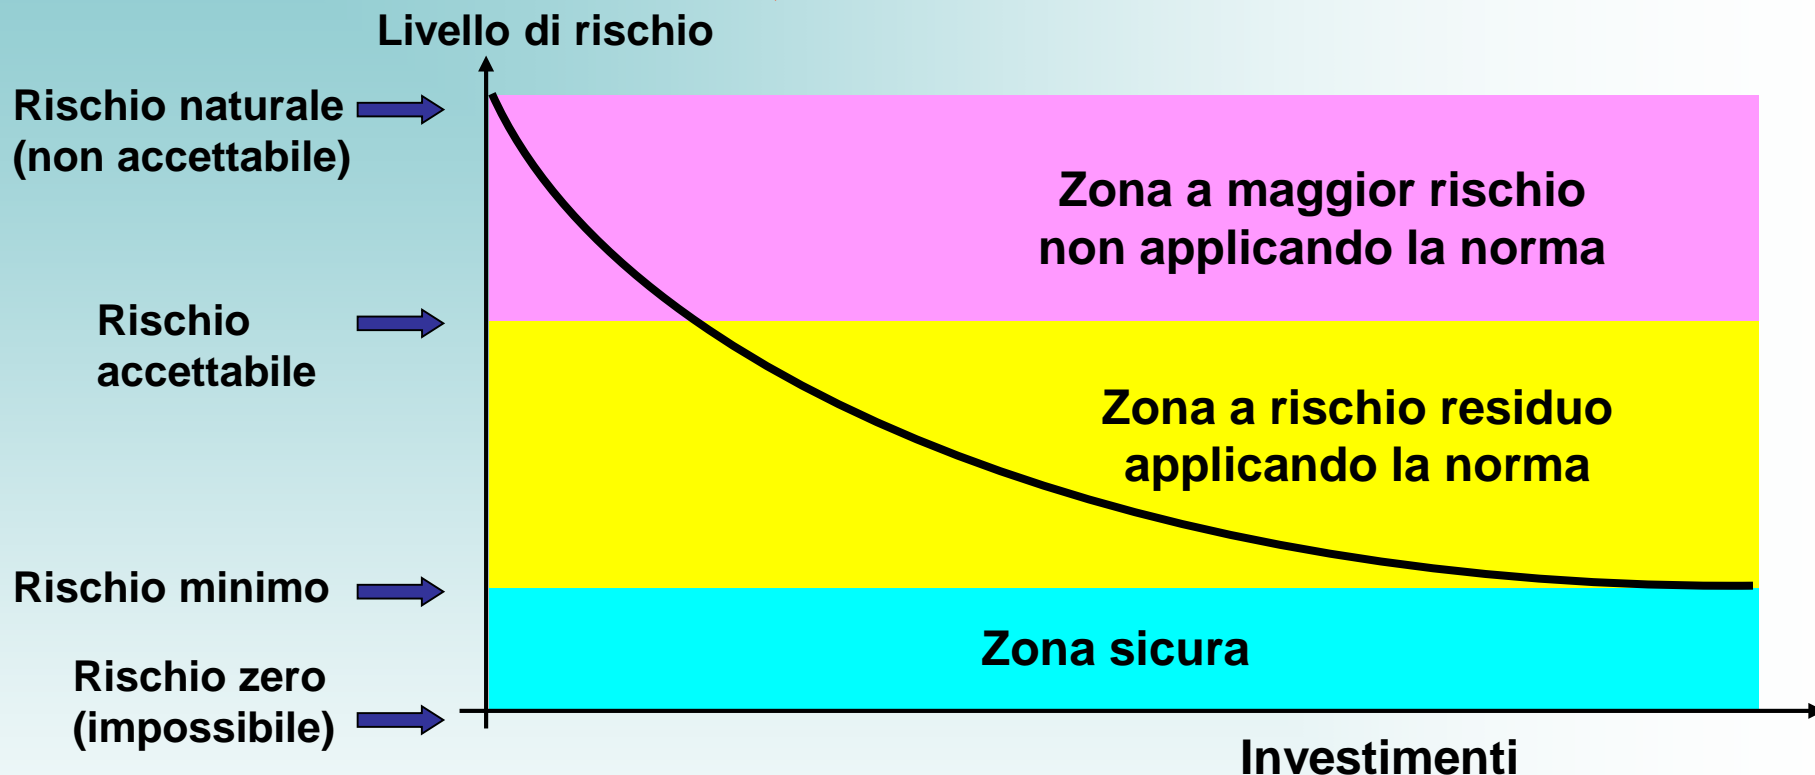 Livello di rischio
Rischio naturale
(non accettabile)
Zona a maggior rischio
non applicando la norma
Rischio
accettabile
Zona a rischio residuo
applicando la norma
Rischio minimo
Zona sicura
Rischio zero
(impossibile)
Investimenti